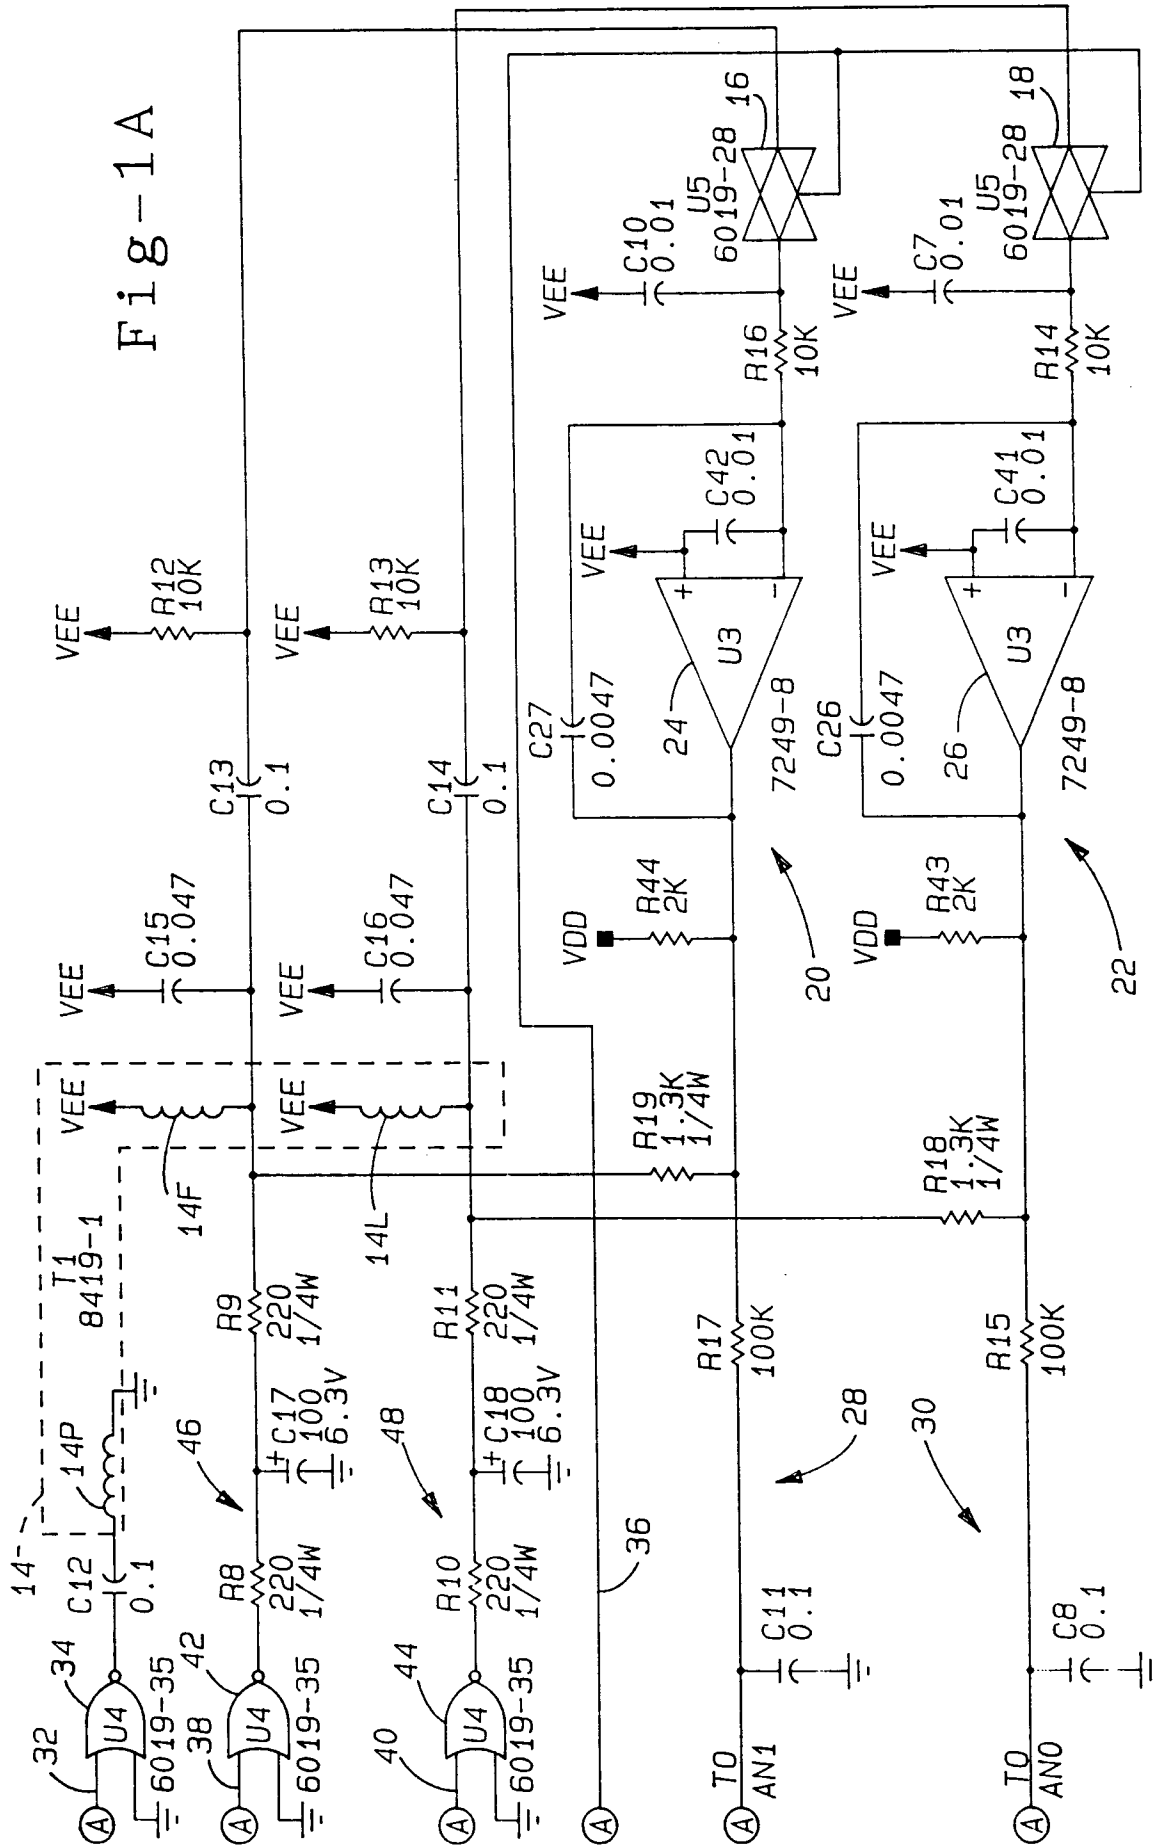 Fig-1A
14
T1
8419-1
14P
C12
0.1
34
32
U4
6019-35
A
VEE
14F
VEE
C15
0.047
VEE
R12
10K
C13
0.1
42
38
U4
6019-35
A
R8
220
1/4W
46
+
C17
100
6.3V
R9
220
1/4W
VEE
14L
VEE
C16
0.047
VEE
R13
10K
C14
0.1
44
40
U4
6019-35
A
R10
220
1/4W
48
+
C18
100
6.3V
R11
220
1/4W
A
36
R19
1.3K
1/4W
R18
1.3K
1/4W
VDD
R44
2K
20
C27
0.0047
24
U3
7249-8
+
-
VEE
C42
0.01
R16
10K
VEE
C10
0.01
U5
6019-28
16
A
TO
AN1
C11
0.1
28
R17
100K
VDD
R43
2K
22
C26
0.0047
26
U3
7249-8
+
-
VEE
C41
0.01
R14
10K
VEE
C7
0.01
U5
6019-28
18
A
TO
AN0
C8
0.1
30
R15
100K